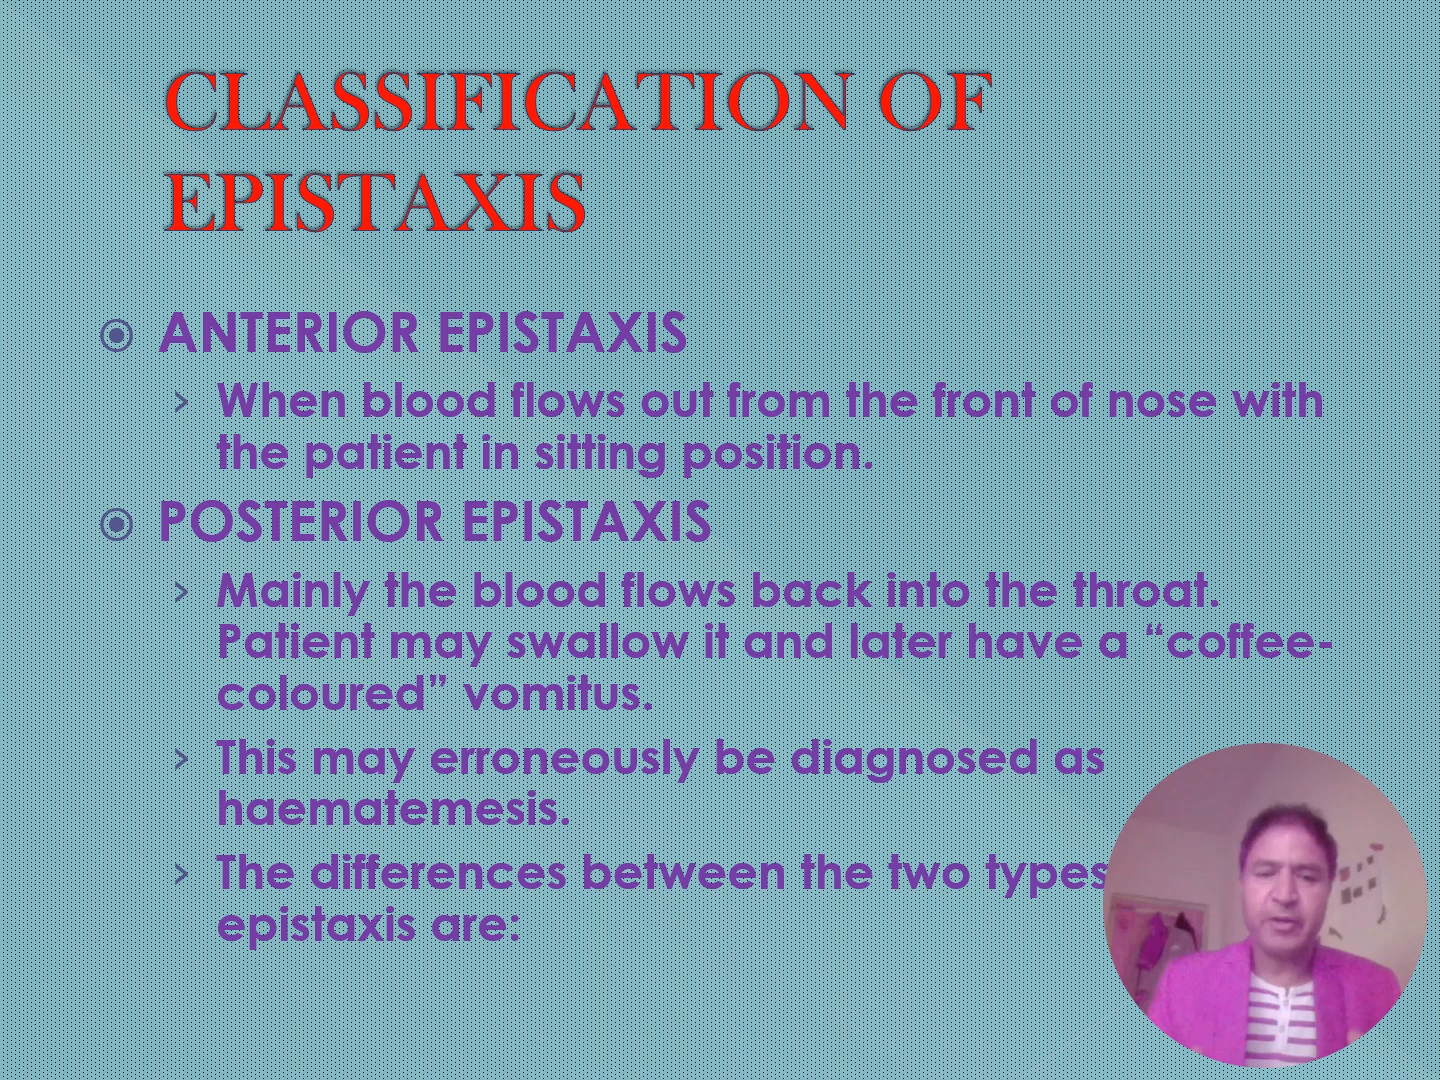 CLASSIFICATION OF
EPISTAXIS
ANTERIOR EPISTAXIS
When blood flows out from the front of nose with
the patient in sitting position.
POSTERIOR EPISTAXIS
Mainly the blood flows back into the throat.
Patient may swallow it and later have a “coffee-
coloured” vomitus.
This may erroneously be diagnosed as
haematemesis.
The differences between the two types
epistaxis are: